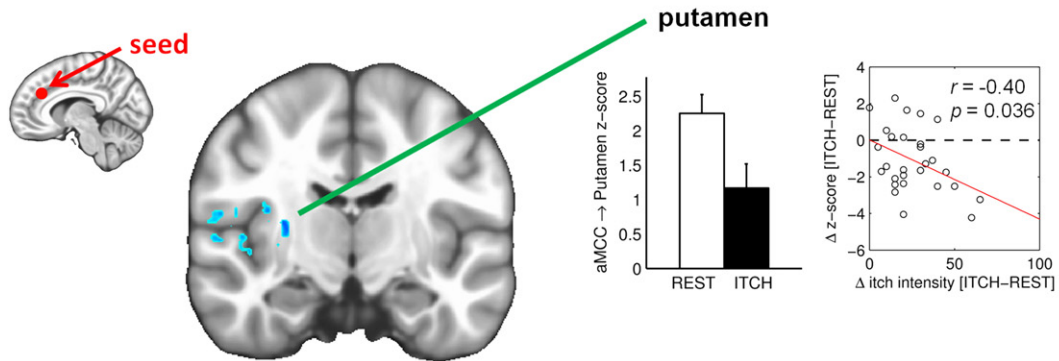 seed
putamen
aMCC → Putamen z-score
2.5
2
1.5
1
0.5
0
REST ITCH
r = -0.40
p = 0.036
Δ z-score [ITCH−REST]
4
2
0
−2
−4
−6
0 50 100
Δ itch intensity [ITCH−REST]